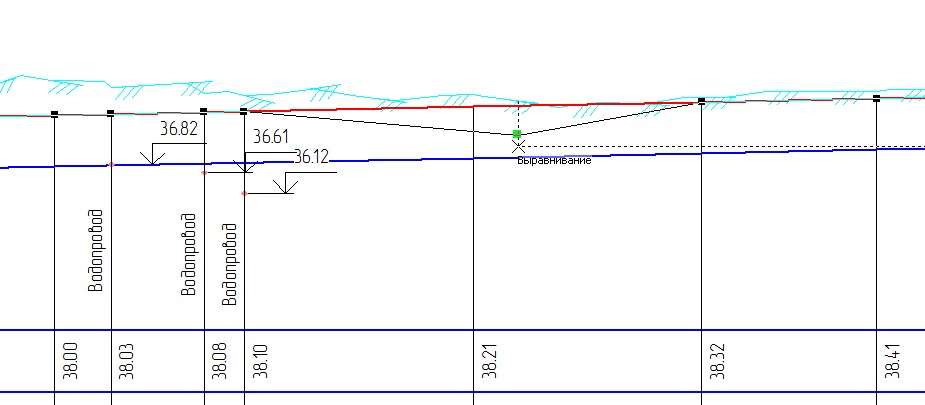 36.82
36.61
36.12
Выравнивание
Водопровод
Водопровод
Водопровод
38.00
38.03
38.08
38.10
38.21
38.32
38.41